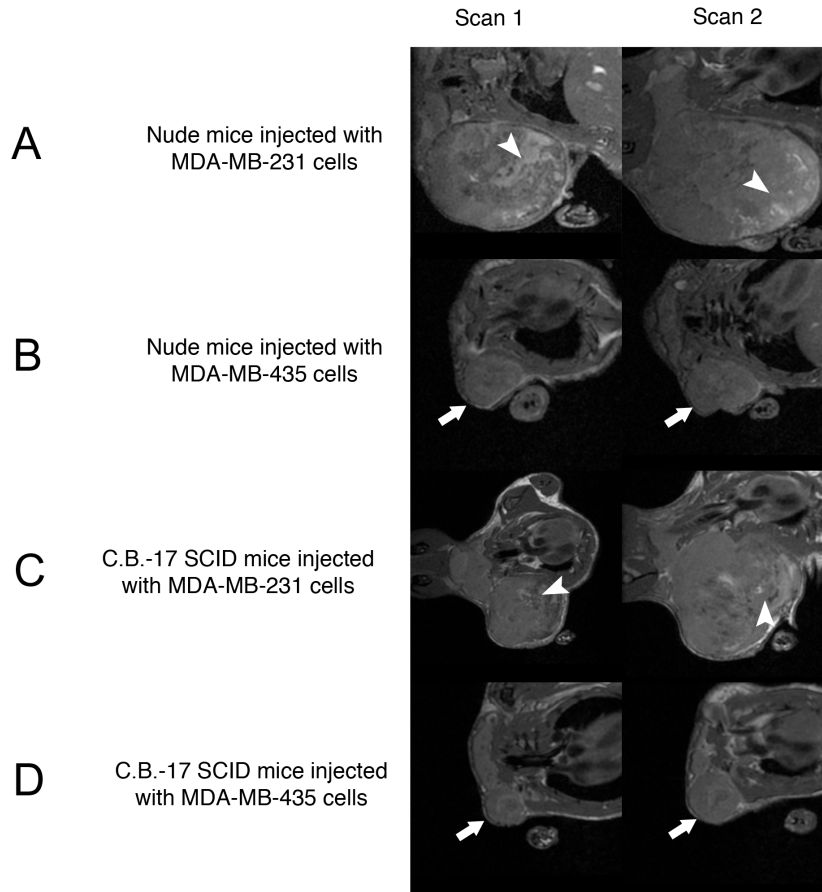 Scan 1
Scan 2
A
Nude mice injected with
MDA-MB-231 cells
B
Nude mice injected with
MDA-MB-435 cells
C
C.B.-17 SCID mice injected
with MDA-MB-231 cells
D
C.B.-17 SCID mice injected
with MDA-MB-435 cells